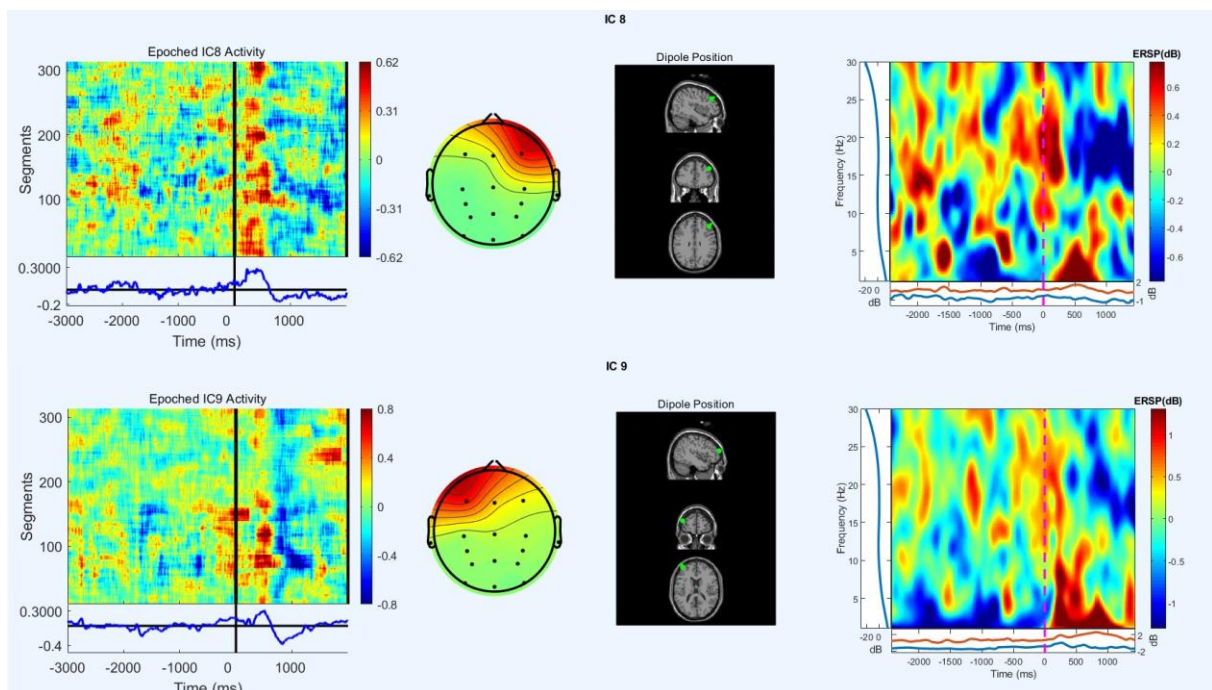 IC 8
Epoched IC8 Activity
300
200
100
Segments
0.62
0.31
0
-0.31
-0.62
0.3000
-0.2
-3000 -2000 -1000 0 1000
Time (ms)
Dipole Position
ERSP(dB)
30
25
20
15
10
5
Frequency (Hz)
0.6
0.4
0.2
0
-0.2
-0.4
-0.6
-20 0
dB
2
-1
dB
-2000 -1500 -1000 -500 0 500 1000
Time (ms)
IC 9
Epoched IC9 Activity
300
200
100
Segments
0.8
0.4
0
-0.4
-0.8
0.3000
-0.4
-3000 -2000 -1000 0 1000
Time (ms)
Dipole Position
ERSP(dB)
30
25
20
15
10
5
Frequency (Hz)
1
0.5
0
-0.5
-1
-20 0
dB
2
-2
dB
-2000 -1500 -1000 -500 0 500 1000
Time (ms)